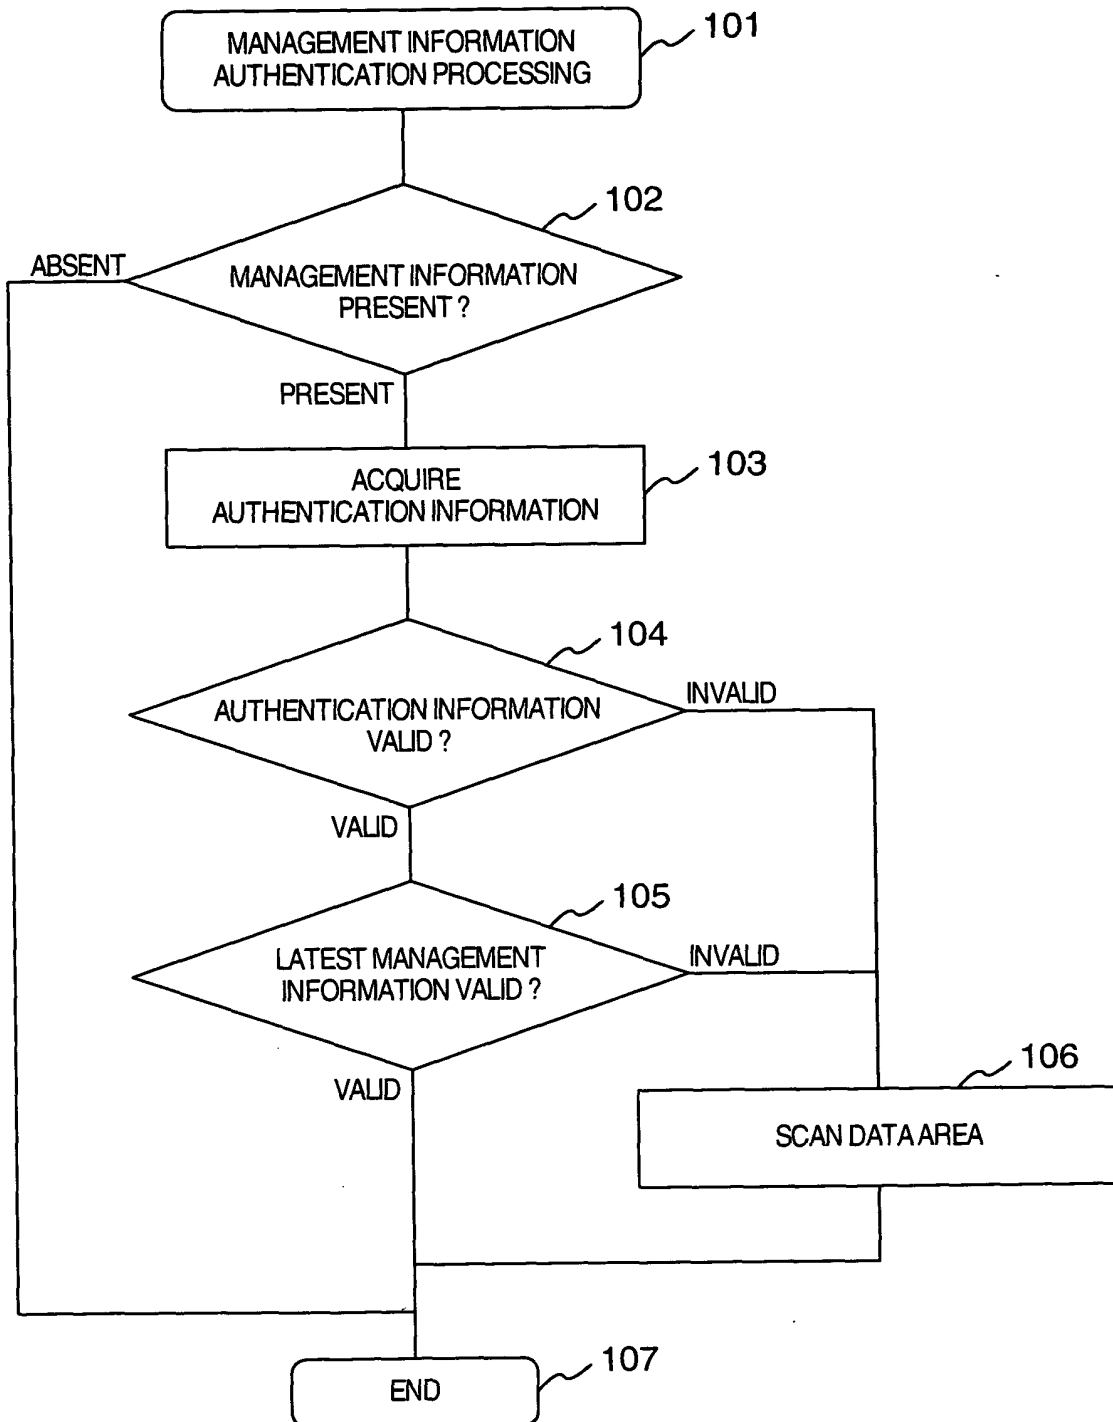 MANAGEMENT INFORMATION
AUTHENTICATION PROCESSING
101
102
ABSENT
MANAGEMENT INFORMATION
PRESENT ?
PRESENT
103
ACQUIRE
AUTHENTICATION INFORMATION
104
INVALID
AUTHENTICATION INFORMATION
VALID ?
VALID
105
LATEST MANAGEMENT
INFORMATION VALID ?
INVALID
VALID
106
SCAN DATA AREA
107
END